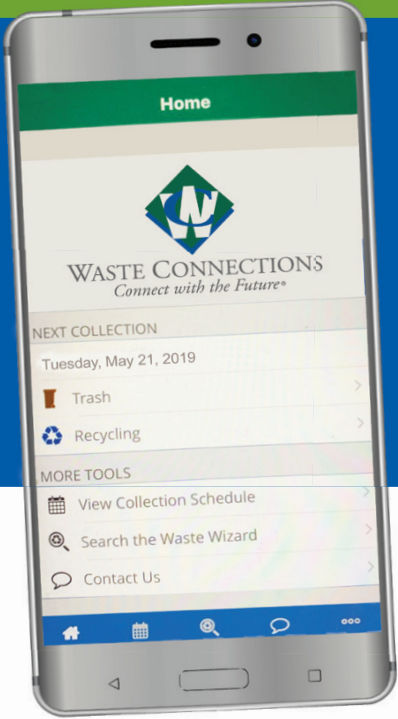 Home
WASTE CONNECTIONS
Connect with the Future®
NEXT COLLECTION
Tuesday, May 21, 2019
Trash
Recycling
MORE TOOLS
View Collection Schedule
Search the Waste Wizard
Contact Us